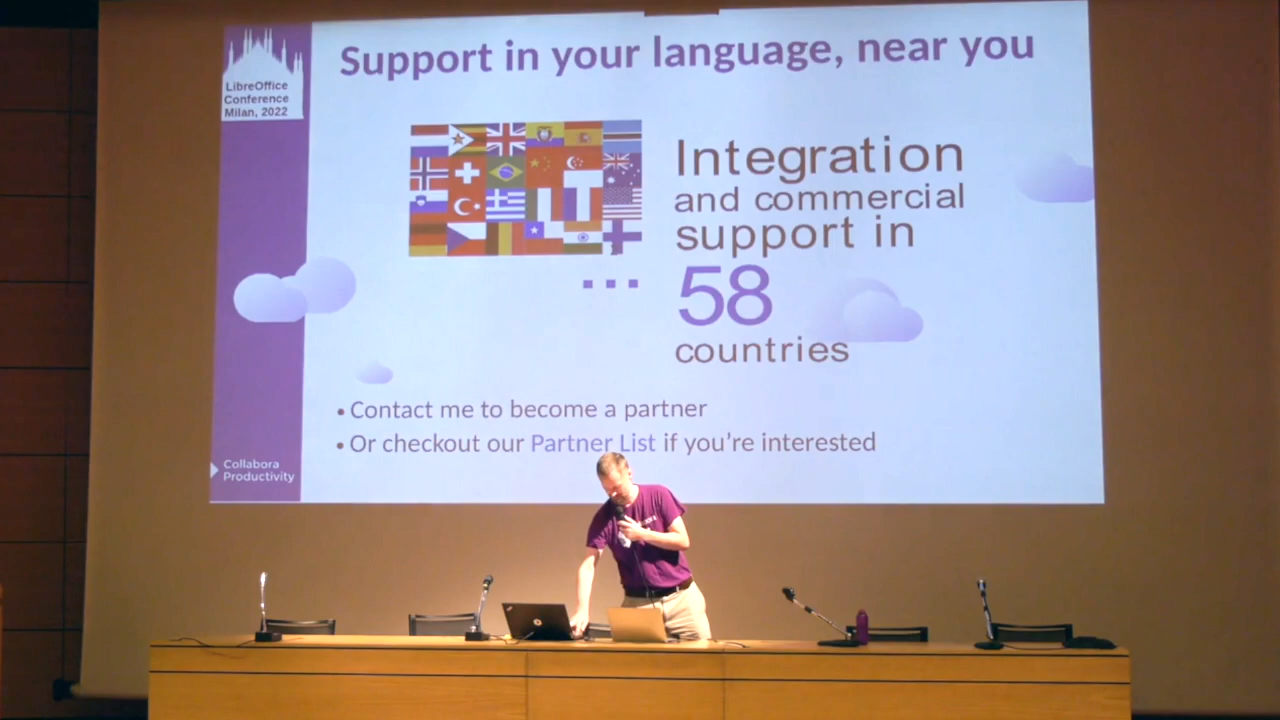 Support in your language, near you
LibreOffice
Conference
Milan, 2022
Integration
and commercial
support in
58
countries
• Contact me to become a partner
• Or checkout our Partner List if you're interested
Collabora
Productivity